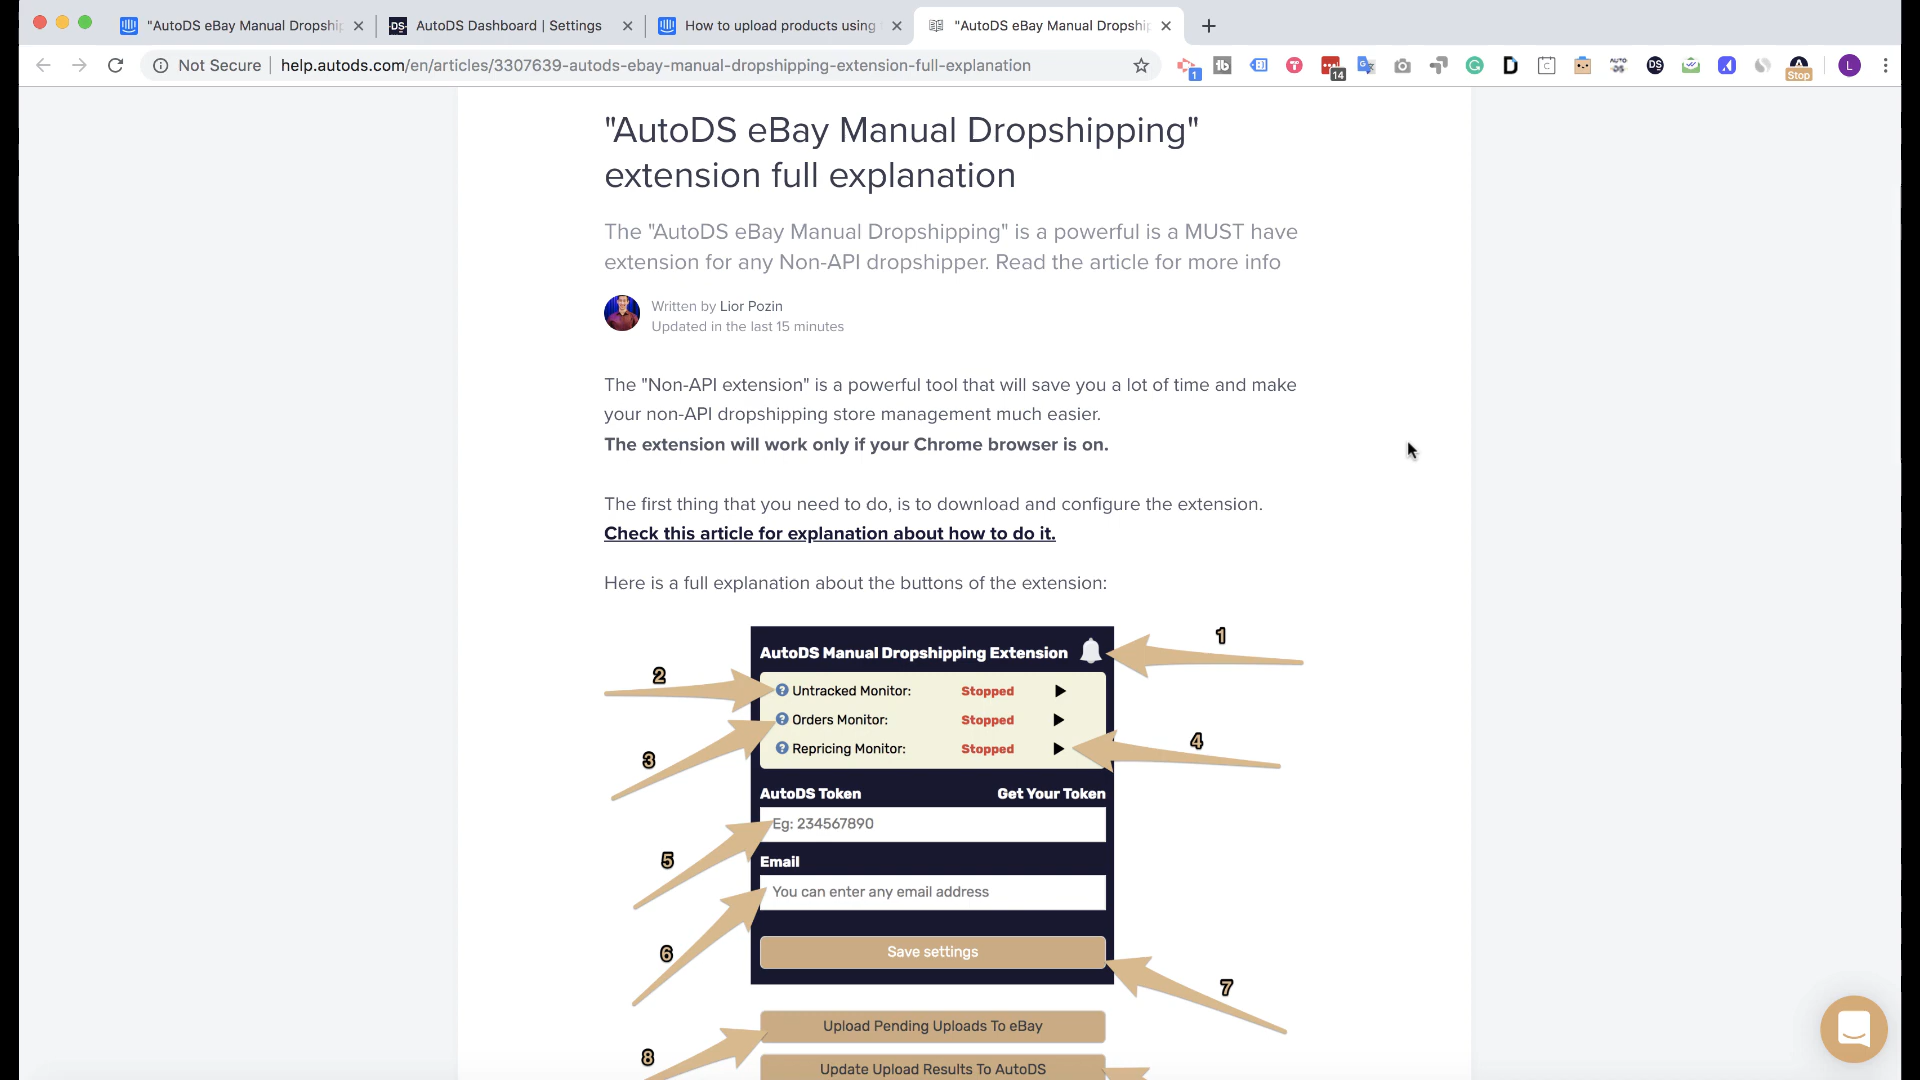 "AutoDS eBay Manual Dropshipp
AutoDS Dashboard | Settings
How to upload products using
"AutoDS eBay Manual Dropship
Not Secure
help.autods.com/en/articles/3307639-autods-ebay-manual-dropshipping-extension-full-explanation
1
14
Stop
L
"AutoDS eBay Manual Dropshipping"
extension full explanation
The "AutoDS eBay Manual Dropshipping" is a powerful is a MUST have
extension for any Non-API dropshipper. Read the article for more info
Written by Lior Pozin
Updated in the last 15 minutes
The "Non-API extension" is a powerful tool that will save you a lot of time and make
your non-API dropshipping store management much easier.
The extension will work only if your Chrome browser is on.
The first thing that you need to do, is to download and configure the extension.
Check this article for explanation about how to do it.
Here is a full explanation about the buttons of the extension:
1
AutoDS Manual Dropshipping Extension
2
Untracked Monitor: Stopped
Orders Monitor: Stopped
3
Repricing Monitor: Stopped
4
AutoDS Token Get Your Token
Eg: 234567890
5
Email
You can enter any email address
6
Save settings
7
Upload Pending Uploads To eBay
8
Update Upload Results To AutoDS